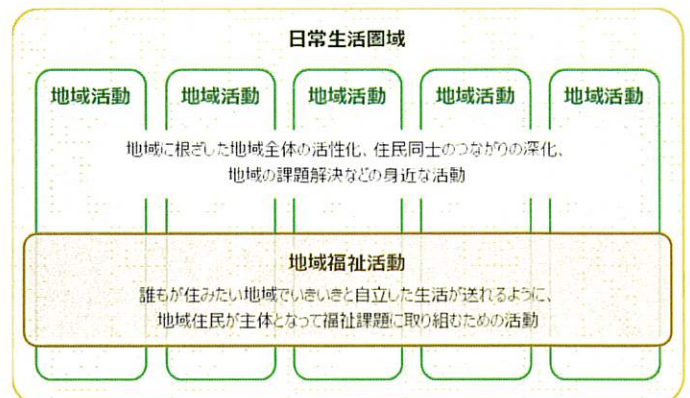 日常生活圏域
地域活動 地域活動 地域活動 地域活動 地域活動
地域に根ざした地域全体の活性化、住民同士のつながりの深化、
地域の課題解決などの身近な活動
地域福祉活動
誰もが住みたい地域でいきいきと自立した生活が送れるように、
地域住民が主体となって福祉課題に取り組むための活動